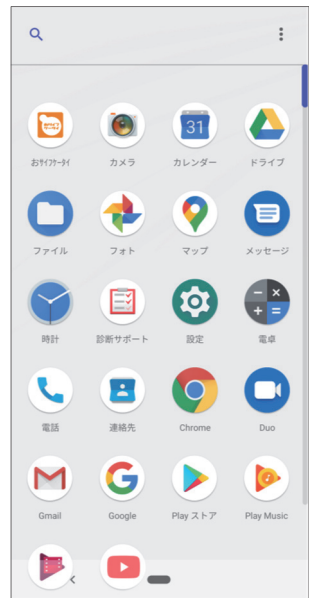 31
おサイフケータイ
カメラ
カレンダー
ドライブ
ファイル
フォト
マップ
メッセージ
時計
診断サポート
設定
電卓
電話
連絡先
Chrome
Duo
Gmail
Google
Play ストア
Play Music